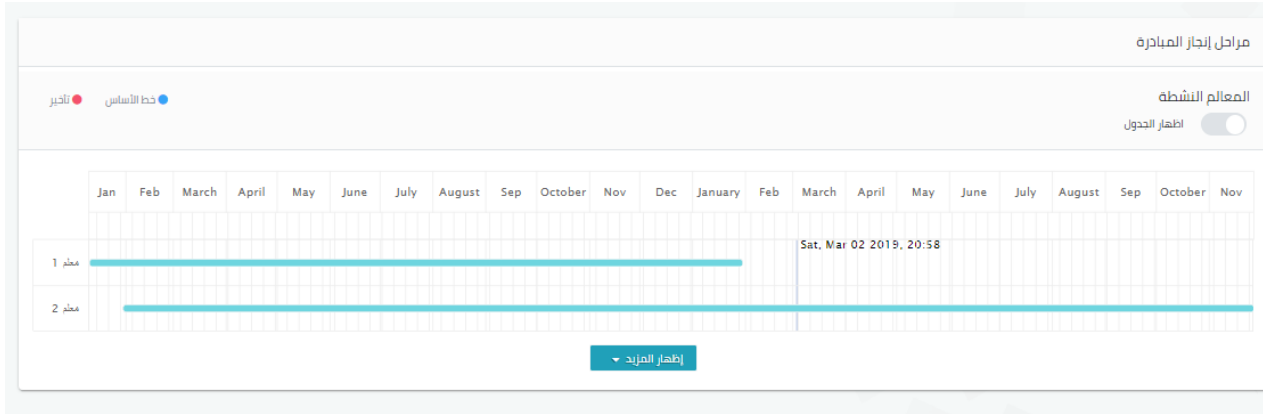 مراحل إنجاز المبادرة
المعالم النشطة
اظهار الجدول
خط الأساس
تأخير
Jan Feb March April May June July August Sep October Nov Dec January Feb March April May June July August Sep October Nov
Sat, Mar 02 2019, 20:58
معلم 1
معلم 2
إظهار المزيد